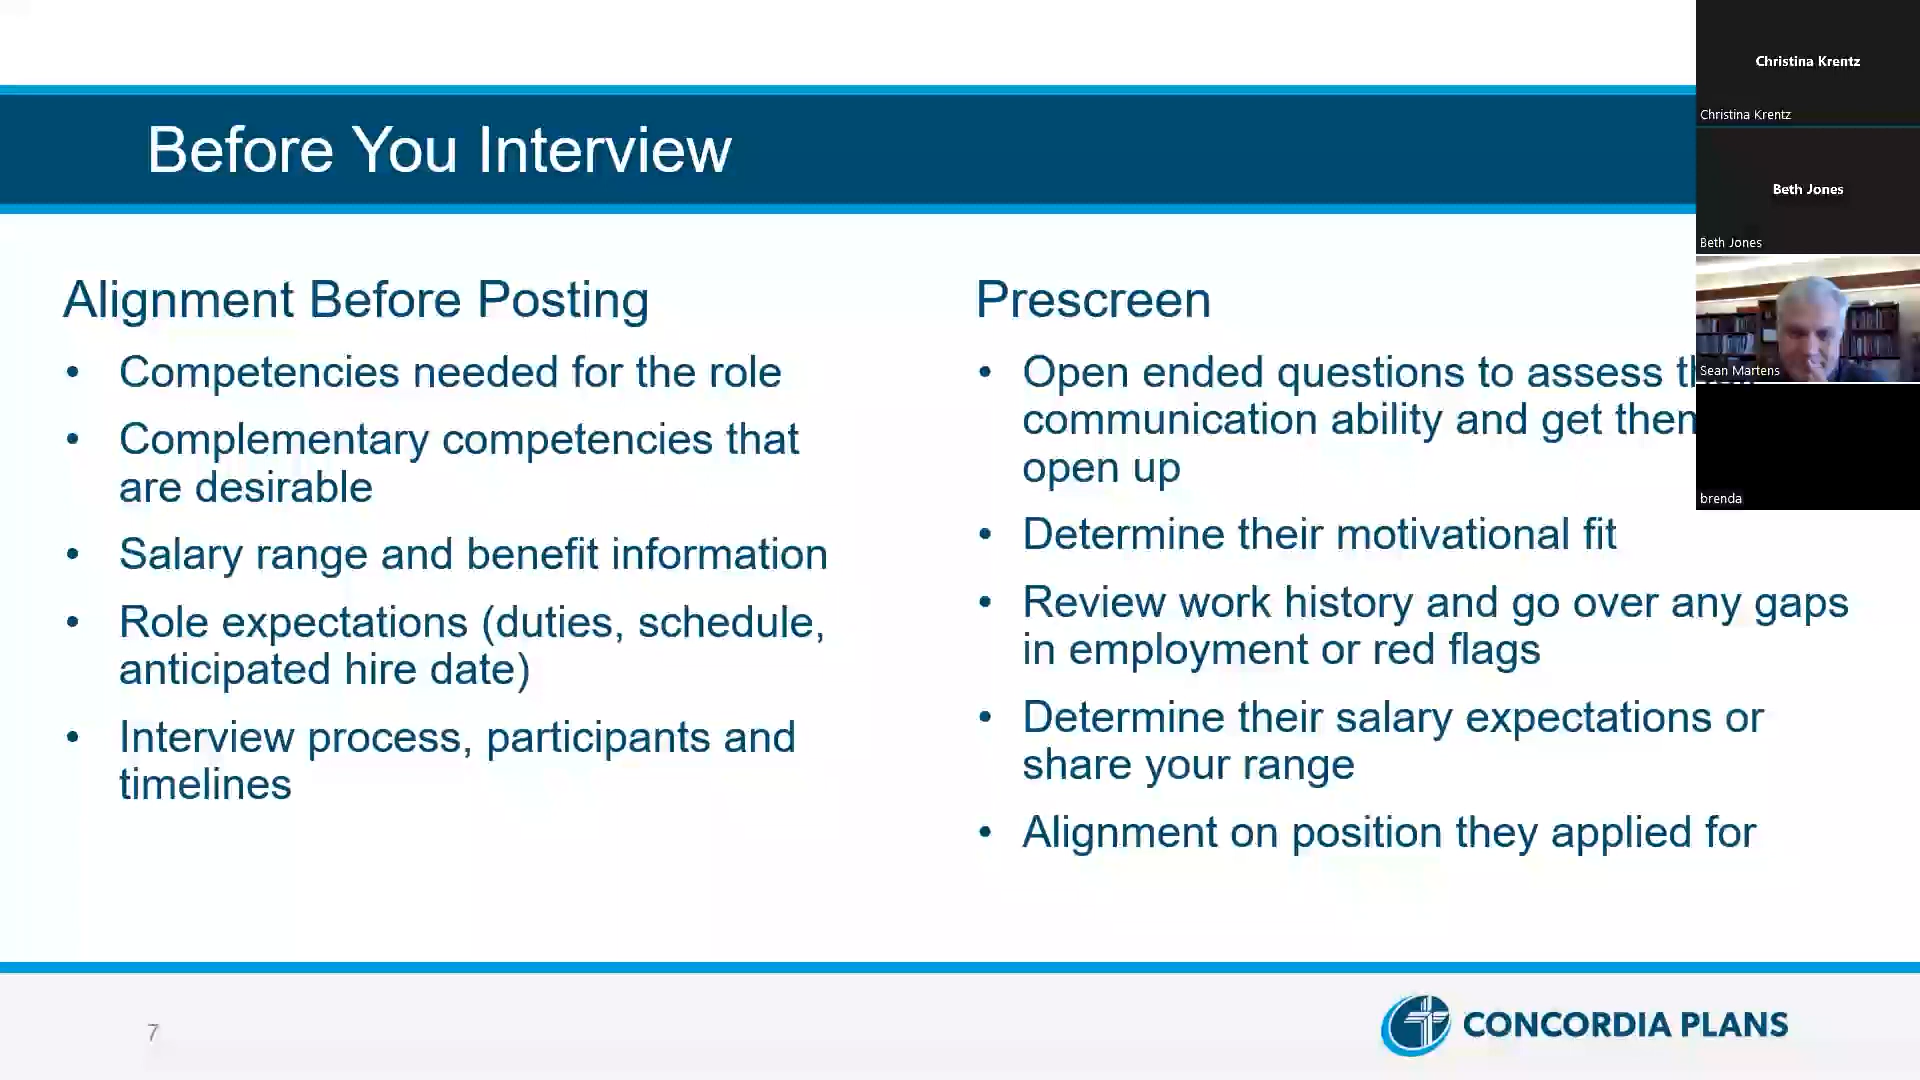 Before You Interview
Alignment Before Posting
• Competencies needed for the role
• Complementary competencies that
are desirable
• Salary range and benefit information
• Role expectations (duties, schedule,
anticipated hire date)
• Interview process, participants and
timelines
Prescreen
• Open ended questions to assess
communication ability and get
open up
• Determine their motivational fit
• Review work history and go over any gaps
in employment or red flags
• Determine their salary expectations or
share your range
• Alignment on position they applied for
Christina Krentz
Christina Krentz
Beth Jones
Beth Jones
Sean Martens
brenda
7
CONCORDIA PLANS